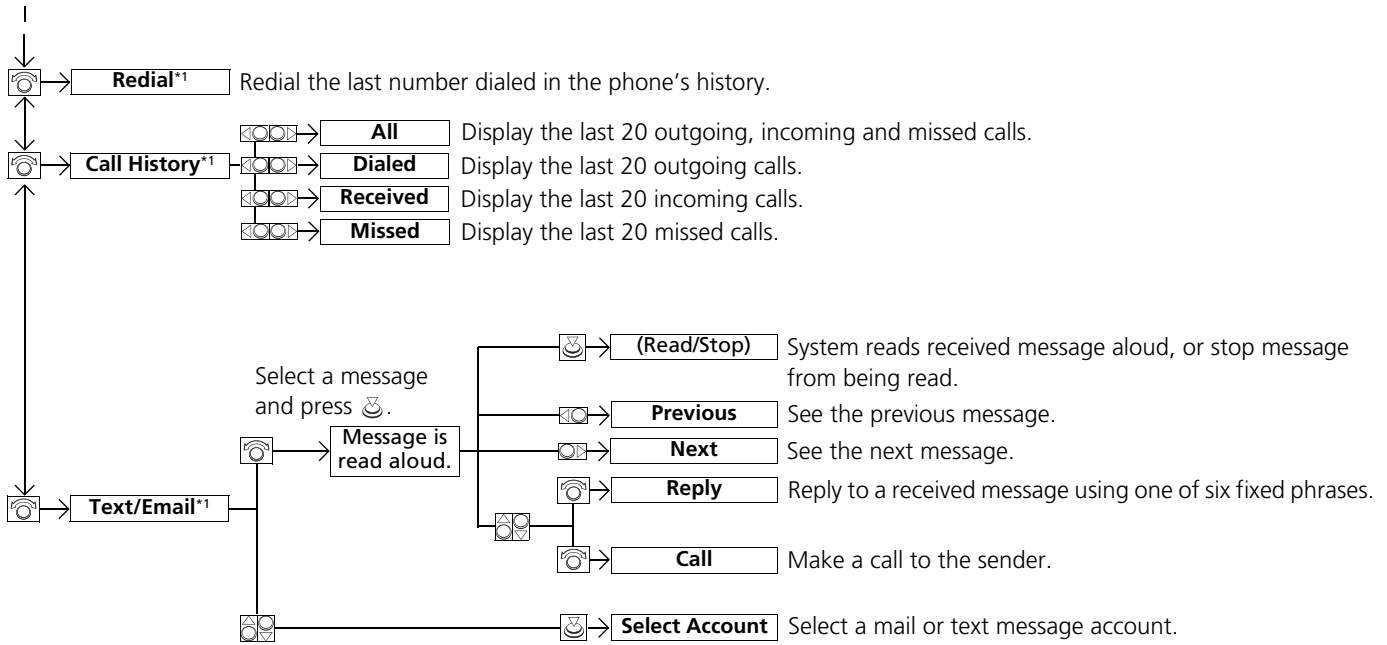 Redial*1 Redial the last number dialed in the phone's history.
Call History*1
All Display the last 20 outgoing, incoming and missed calls.
Dialed Display the last 20 outgoing calls.
Received Display the last 20 incoming calls.
Missed Display the last 20 missed calls.
Text/Email*1
Select a message
and press .
Message is
read aloud.
(Read/Stop) System reads received message aloud, or stop message
from being read.
Previous See the previous message.
Next See the next message.
Reply Reply to a received message using one of six fixed phrases.
Call Make a call to the sender.
Select Account Select a mail or text message account.